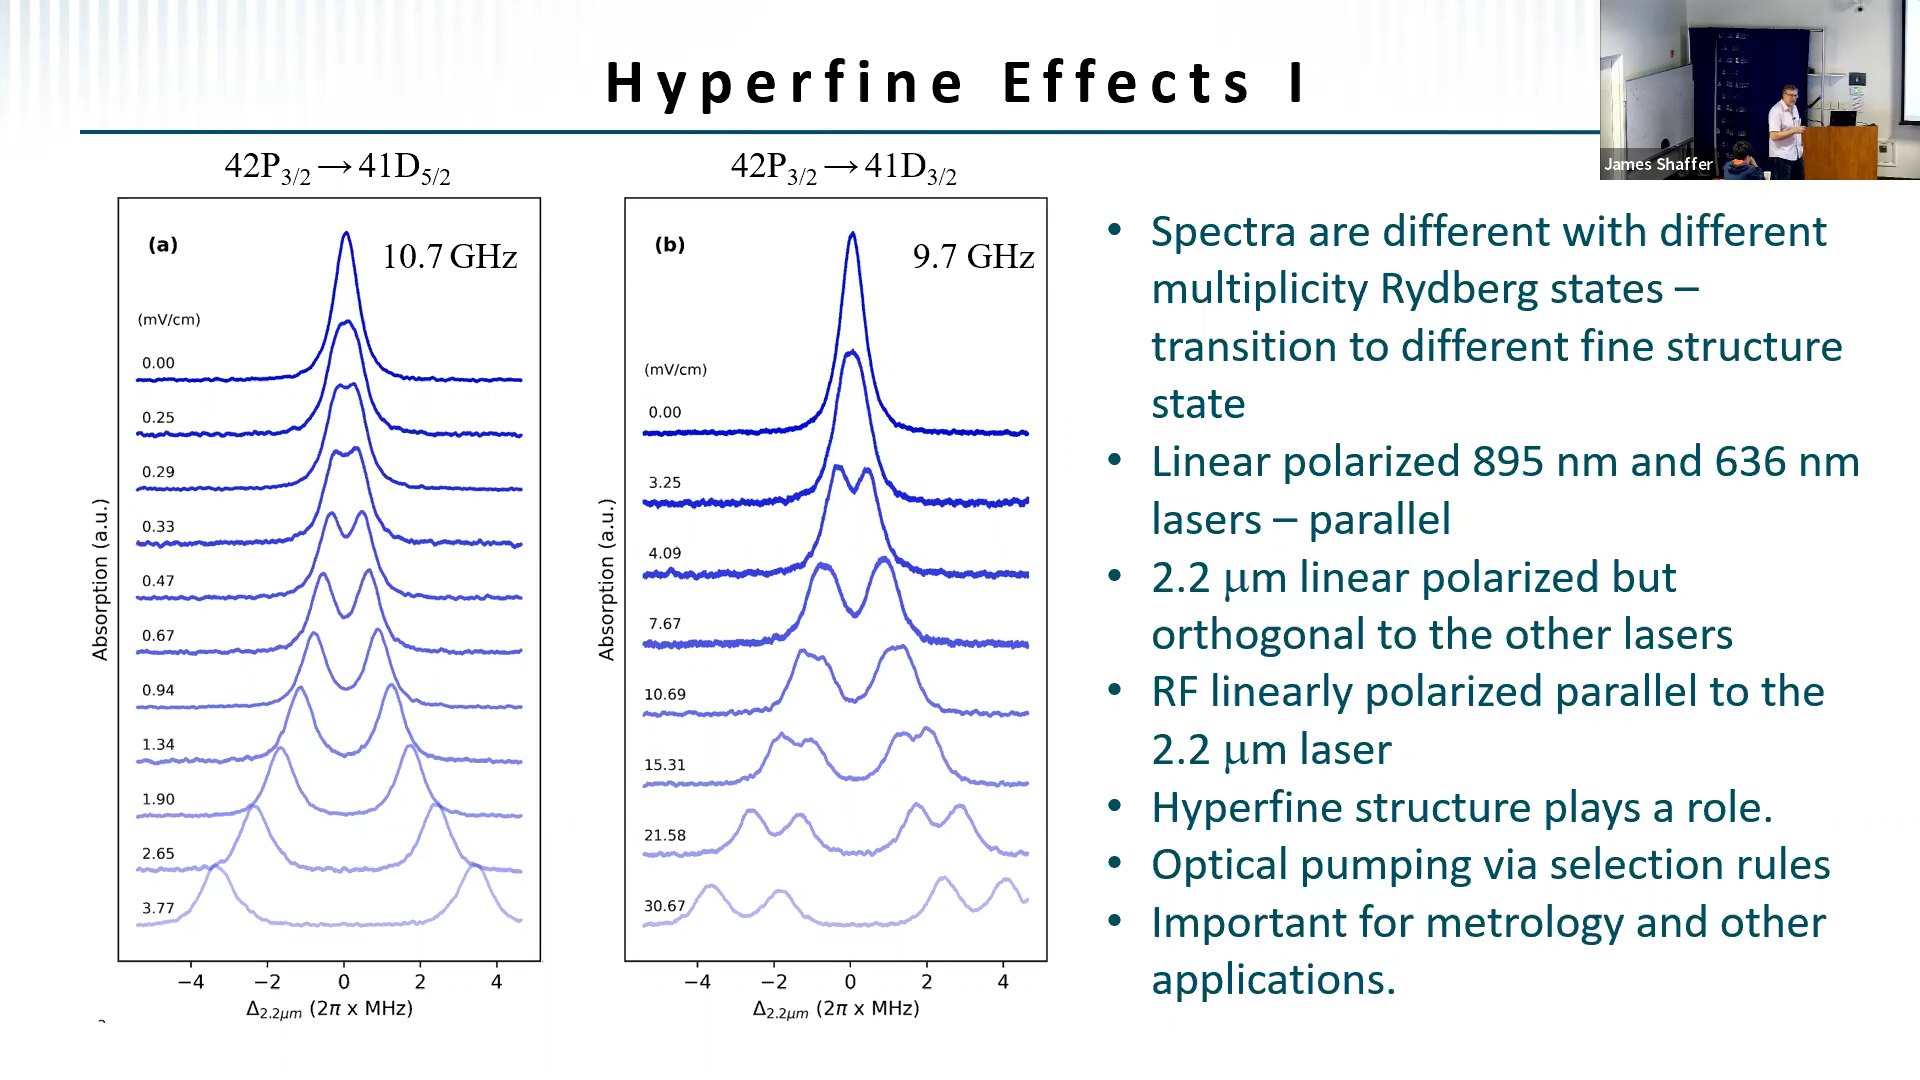 Hyperfine Effects I
James Shaffer
42P3/2→41D5/2
(a)
10.7 GHz
(mV/cm)
0.00
0.25
0.29
0.33
0.47
0.67
0.94
1.34
1.90
2.65
3.77
Absorption (a.u.)
−4 −2 0 2 4
Δ2.2μm (2π x MHz)
42P3/2→41D3/2
(b)
9.7 GHz
(mV/cm)
0.00
3.25
4.09
7.67
10.69
15.31
21.58
30.67
Absorption (a.u.)
−4 −2 0 2 4
Δ2.2μm (2π x MHz)
• Spectra are different with different
multiplicity Rydberg states –
transition to different fine structure
state
• Linear polarized 895 nm and 636 nm
lasers – parallel
• 2.2 μm linear polarized but
orthogonal to the other lasers
• RF linearly polarized parallel to the
2.2 μm laser
• Hyperfine structure plays a role.
• Optical pumping via selection rules
• Important for metrology and other
applications.